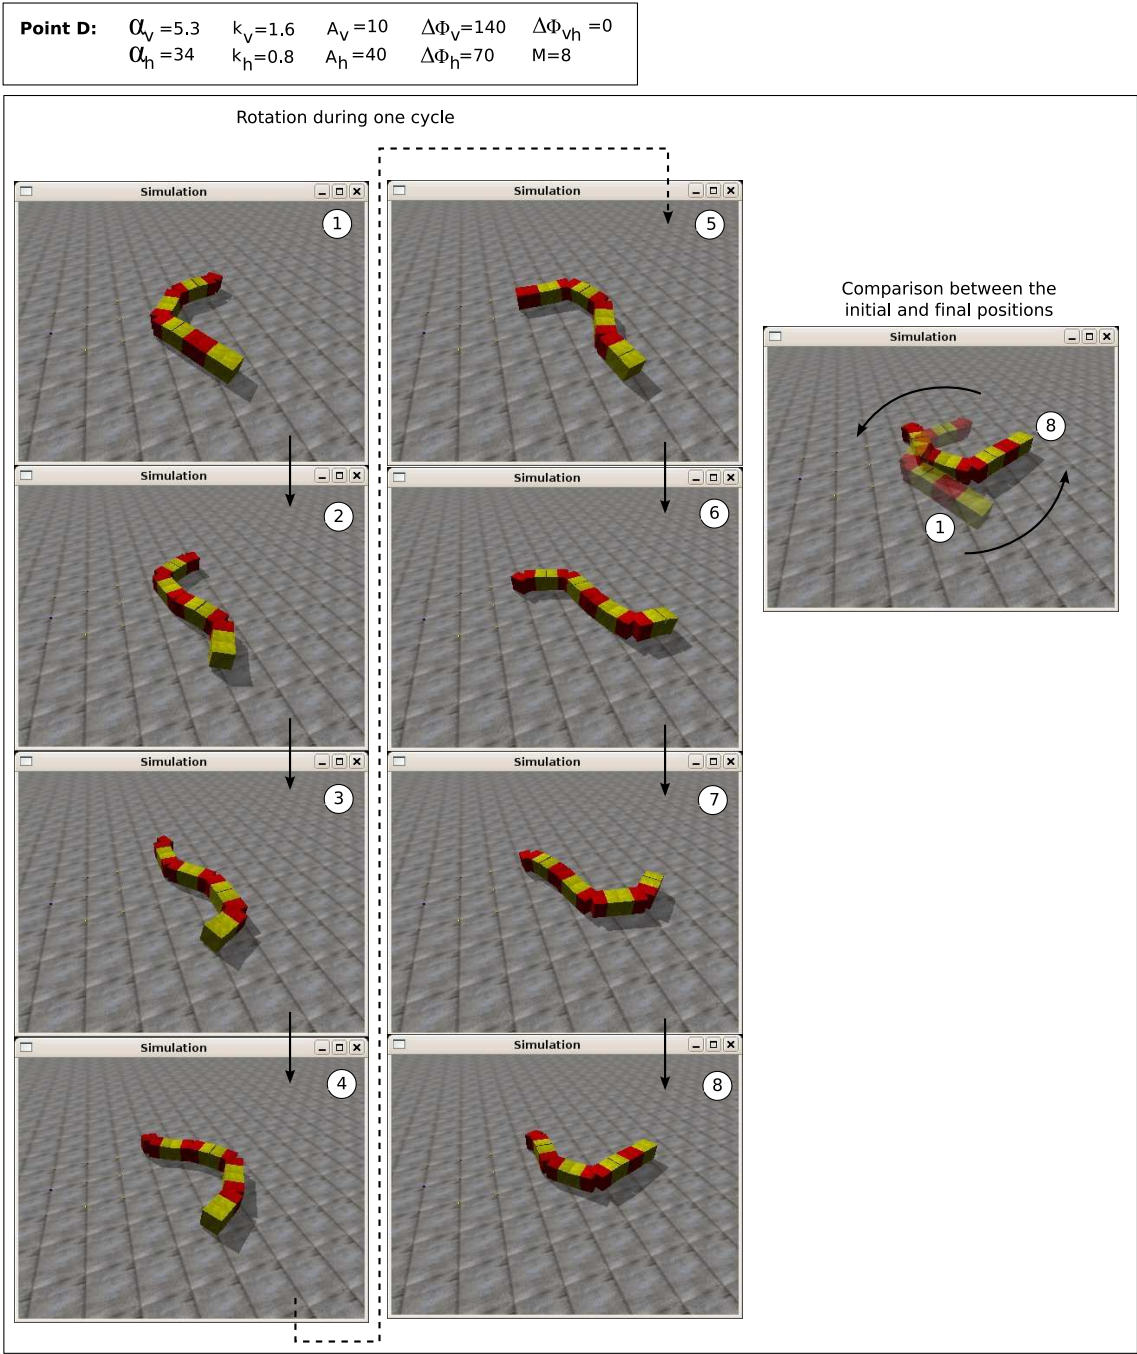 Point D: αv=5.3 kv=1.6 Av=10 ΔΦv=140 ΔΦvh=0
αh=34 kh=0.8 Ah=40 ΔΦh=70 M=8
Rotation during one cycle
Simulation
1
Simulation
2
Simulation
3
Simulation
4
Simulation
5
Simulation
6
Simulation
7
Simulation
8
Comparison between the
initial and final positions
Simulation
8
1